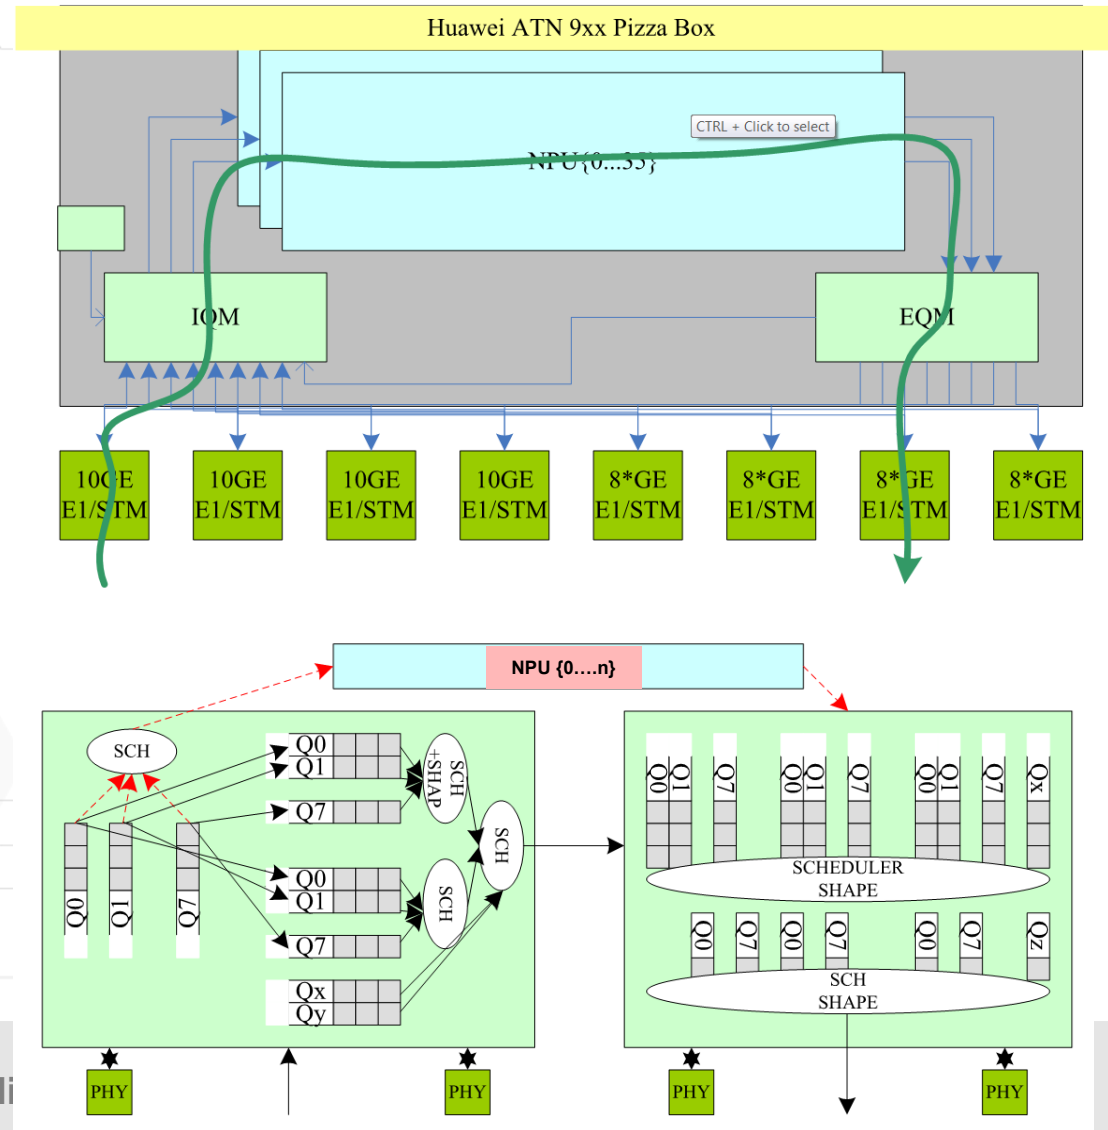 Huawei ATN 9xx Pizza Box
CTRL + Click to select
NPU{0...35}
IQM
EQM
10GE
E1/STM
10GE
E1/STM
10GE
E1/STM
10GE
E1/STM
8*GE
E1/STM
8*GE
E1/STM
8*GE
E1/STM
8*GE
E1/STM
NPU {0....n}
SCH
Q0
Q1
Q7
Q0
Q1
Q7
SCH
+SHAP
Q0
Q1
Q7
SCH
SCH
Qx
Qy
Q0
Q1
Q7
Q0
Q1
Q7
Q0
Q1
Q7
Qx
SCHEDULER
SHAPE
Q0
Q7
Q0
Q7
Q0
Q7
Qz
SCH
SHAPE
PHY
PHY
PHY
PHY